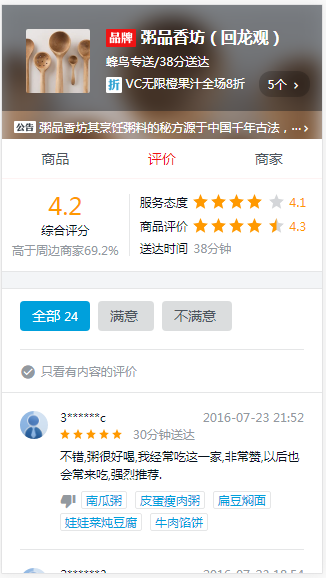 品牌 粥品香坊（回龙观）
蜂鸟专送/38分送达
折 VC无限橙果汁全场8折
5个 >
公告 粥品香坊其烹饪粥料的秘方源于中国千年古法，... >
商品 评价 商家
4.2
综合评分
高于周边商家69.2%
服务态度 4.1
商品评价 4.3
送达时间 38分钟
全部 24 满意 不满意
只看有内容的评价
3******c 2016-07-23 21:52
30分钟送达
不错,粥很好喝,我经常吃这一家,非常赞,以后也
会常来吃,强烈推荐.
南瓜粥 皮蛋瘦肉粥 扁豆焖面
娃娃菜炖豆腐 牛肉馅饼